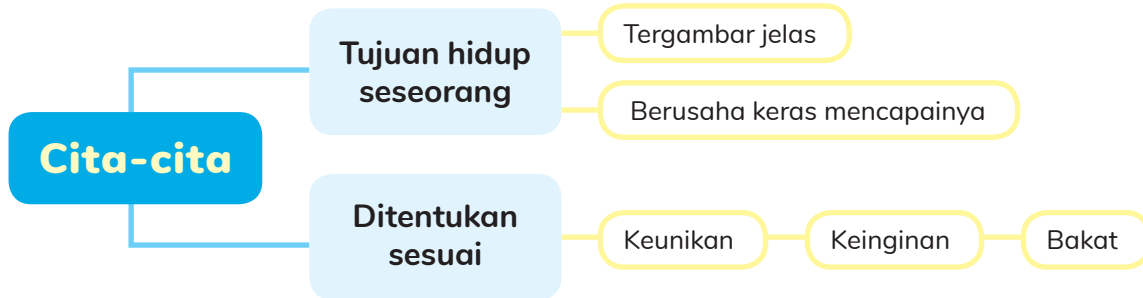 Cita-cita
Tujuan hidup
seseorang
Tergambar jelas
Berusaha keras mencapainya
Ditentukan
sesuai
Keunikan
Keinginan
Bakat